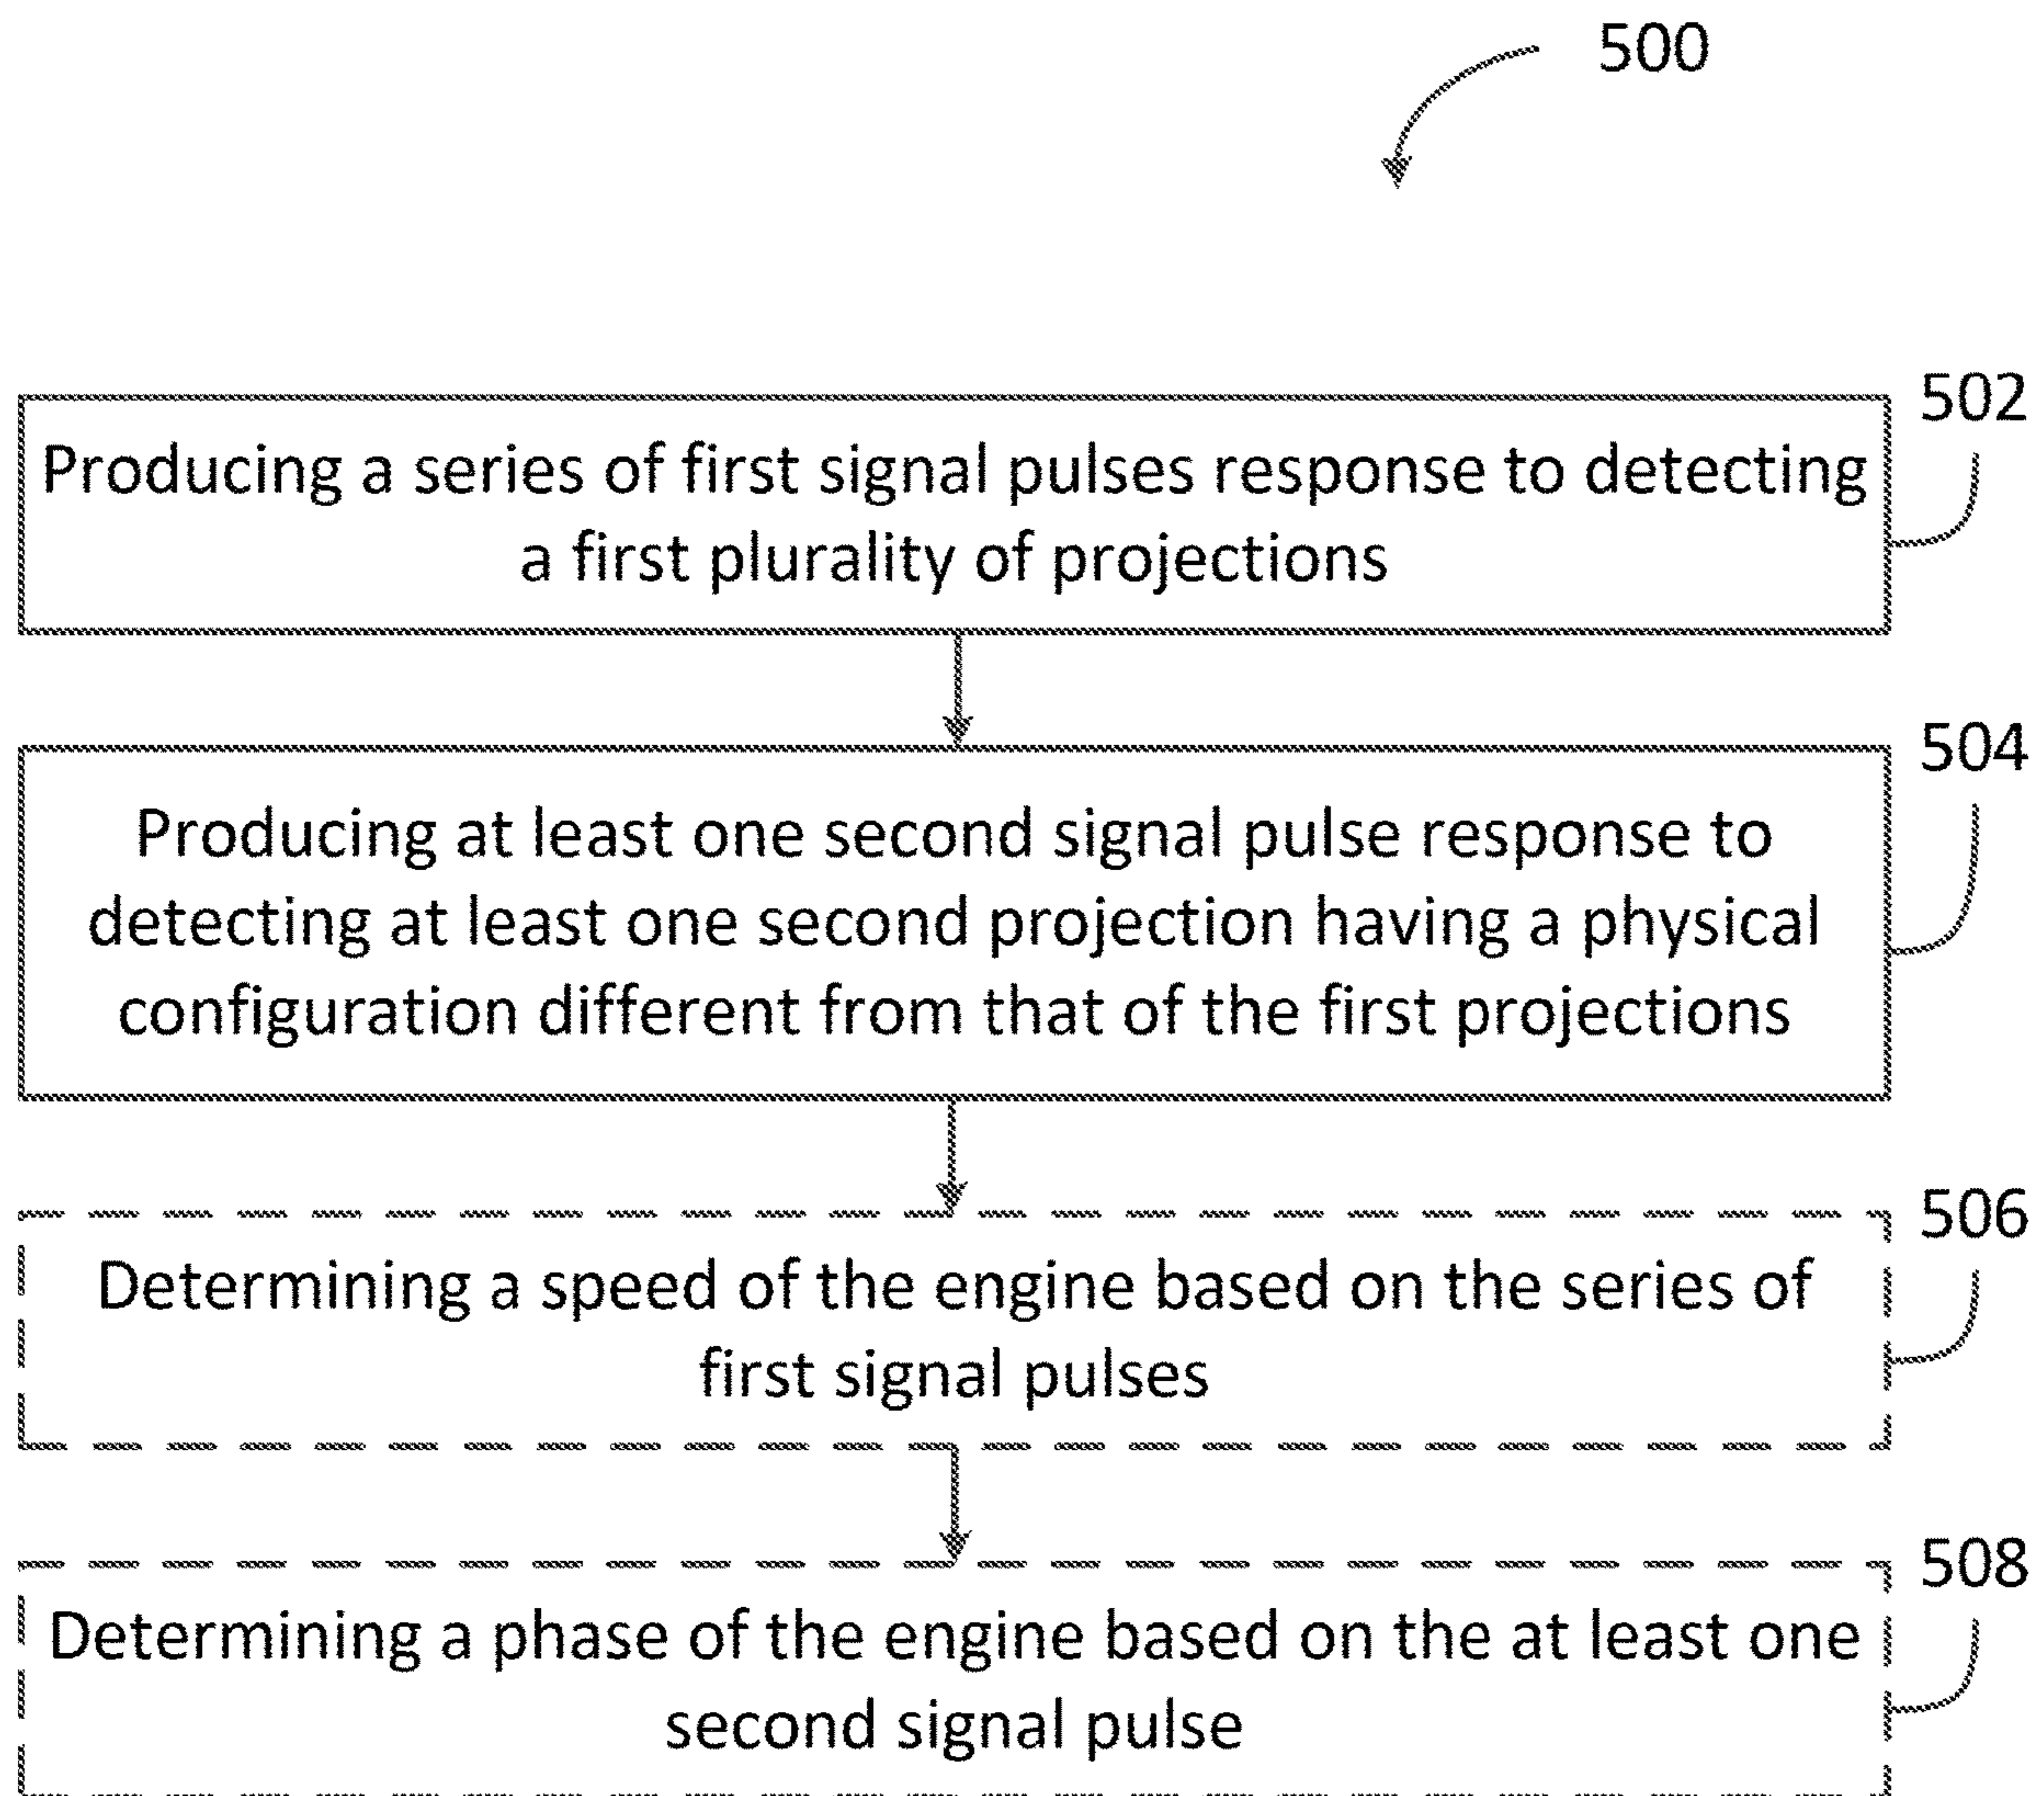 500
502
Producing a series of first signal pulses response to detecting
a first plurality of projections
504
Producing at least one second signal pulse response to
detecting at least one second projection having a physical
configuration different from that of the first projections
506
Determining a speed of the engine based on the series of
first signal pulses
508
Determining a phase of the engine based on the at least one
second signal pulse